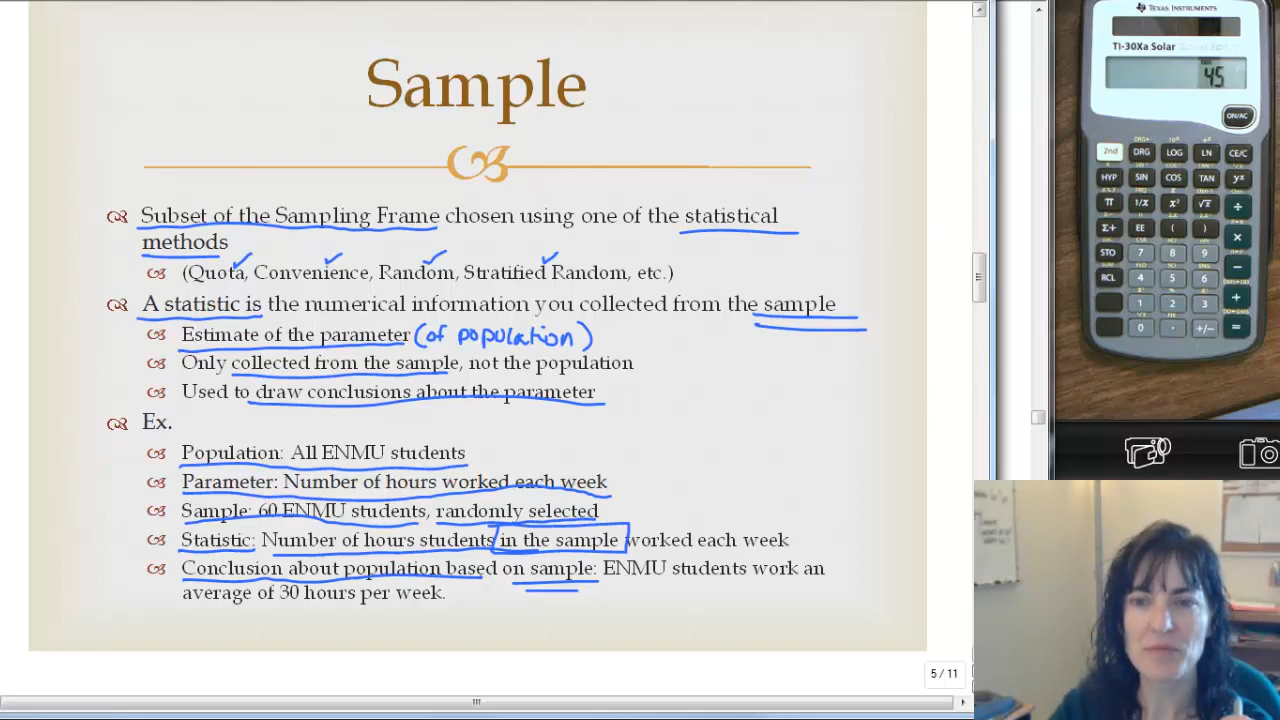 Sample
Subset of the Sampling Frame chosen using one of the statistical
methods
(Quota, Convenience, Random, Stratified Random, etc.)
A statistic is the numerical information you collected from the sample
Estimate of the parameter (of population)
Only collected from the sample, not the population
Used to draw conclusions about the parameter
Ex.
Population: All ENMU students
Parameter: Number of hours worked each week
Sample: 60 ENMU students, randomly selected
Statistic: Number of hours students in the sample worked each week
Conclusion about population based on sample: ENMU students work an
average of 30 hours per week.
5 / 11
TEXAS INSTRUMENTS
TI-30Xa Solar
45
ON/AC
2nd DRG LOG LN CE/C
HYP SIN COS TAN yx
π 1/x x² √x ÷
Σ+ EE ( ) ×
STO 7 8 9 −
RCL 4 5 6 +
1 2 3
0 · +/− =